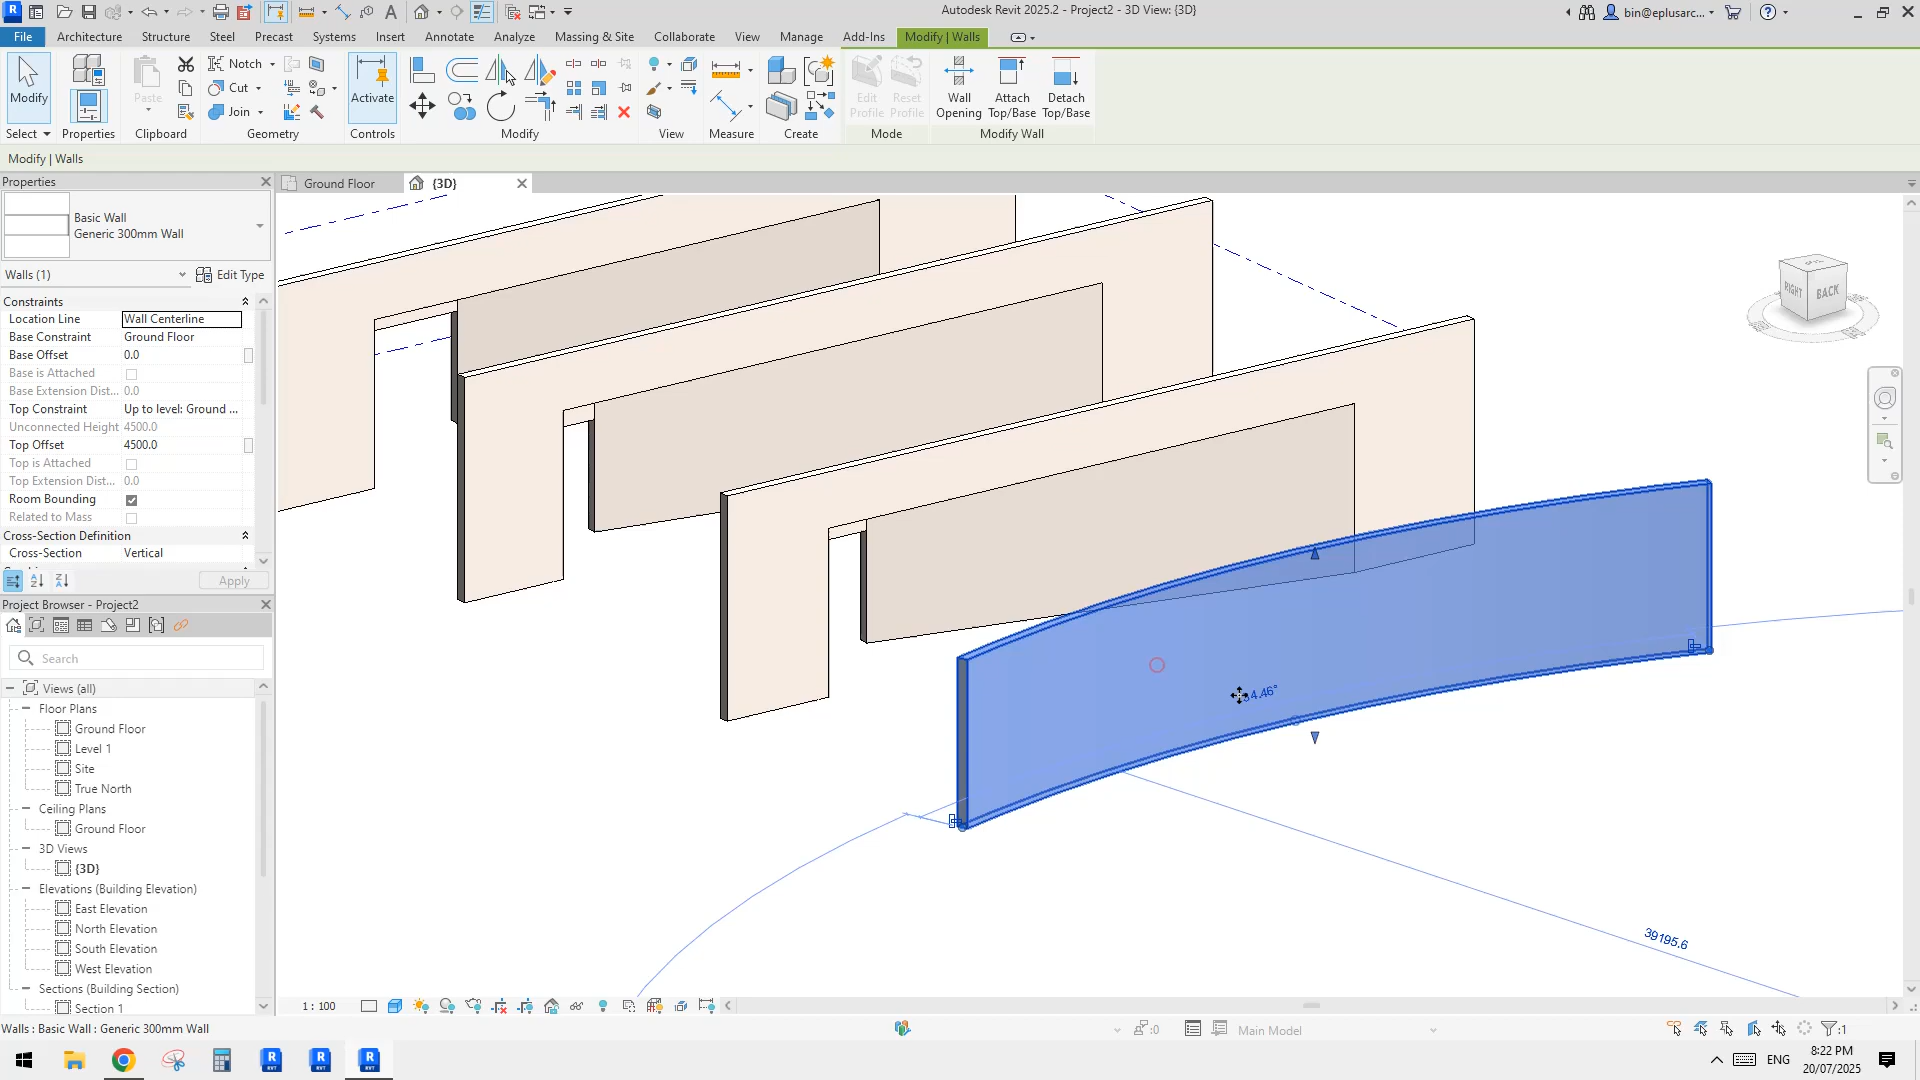 Autodesk Revit 2025.2 - Project2 - 3D View: {3D}
bin@eplusarc...
File
Architecture
Structure
Steel
Precast
Systems
Insert
Annotate
Analyze
Massing & Site
Collaborate
View
Manage
Add-Ins
Modify | Walls
Modify
Paste
Notch
Cut
Join
Activate
Edit Profile
Reset Profile
Wall Opening
Attach Top/Base
Detach Top/Base
Select
Properties
Clipboard
Geometry
Controls
Modify
View
Measure
Create
Mode
Modify Wall
Modify | Walls
Properties
Ground Floor
{3D}
Basic Wall
Generic 300mm Wall
Walls (1)
Edit Type
Constraints
Location Line Wall Centerline
Base Constraint Ground Floor
Base Offset 0.0
Base is Attached
Base Extension Dist... 0.0
Top Constraint Up to level: Ground ...
Unconnected Height 4500.0
Top Offset 4500.0
Top is Attached
Top Extension Dist... 0.0
Room Bounding
Related to Mass
Cross-Section Definition
Cross-Section Vertical
Apply
Project Browser - Project2
Search
Views (all)
Floor Plans
Ground Floor
Level 1
Site
True North
Ceiling Plans
Ground Floor
3D Views
{3D}
Elevations (Building Elevation)
East Elevation
North Elevation
South Elevation
West Elevation
Sections (Building Section)
Section 1
RIGHT
BACK
39195.6
1 : 100
Walls : Basic Wall : Generic 300mm Wall
:0
Main Model
:1
ENG
8:22 PM
20/07/2025